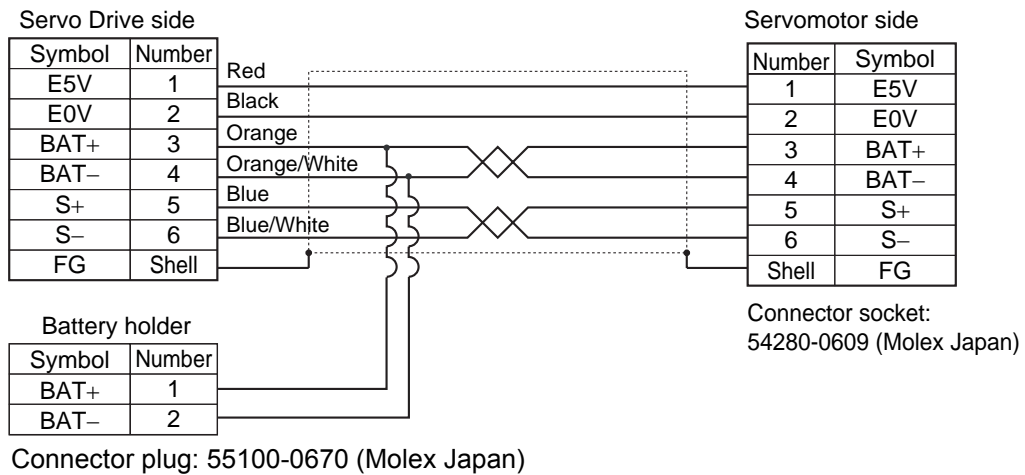 Servo Drive side
Symbol Number
E5V 1
E0V 2
BAT+ 3
BAT− 4
S+ 5
S− 6
FG Shell
Red
Black
Orange
Orange/White
Blue
Blue/White
Servomotor side
Number Symbol
1 E5V
2 E0V
3 BAT+
4 BAT−
5 S+
6 S−
Shell FG
Connector socket:
54280-0609 (Molex Japan)
Battery holder
Symbol Number
BAT+ 1
BAT− 2
Connector plug: 55100-0670 (Molex Japan)